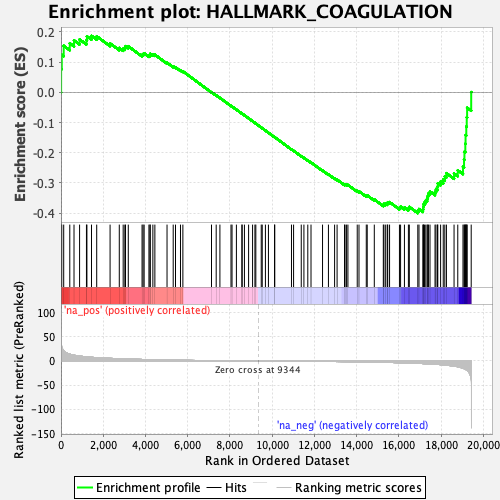 Enrichment plot: HALLMARK_COAGULATION
Enrichment score (ES)
0.2
0.1
0.0
-0.1
-0.2
-0.3
-0.4
'na_pos' (positively correlated)
Ranked list metric (PreRanked)
100
50
0
-50
-100
-150
Zero cross at 9344
'na_neg' (negatively correlated)
0
2,000
4,000
6,000
8,000
10,000
12,000
14,000
16,000
18,000
20,000
Rank in Ordered Dataset
Enrichment profile
Hits
Ranking metric scores